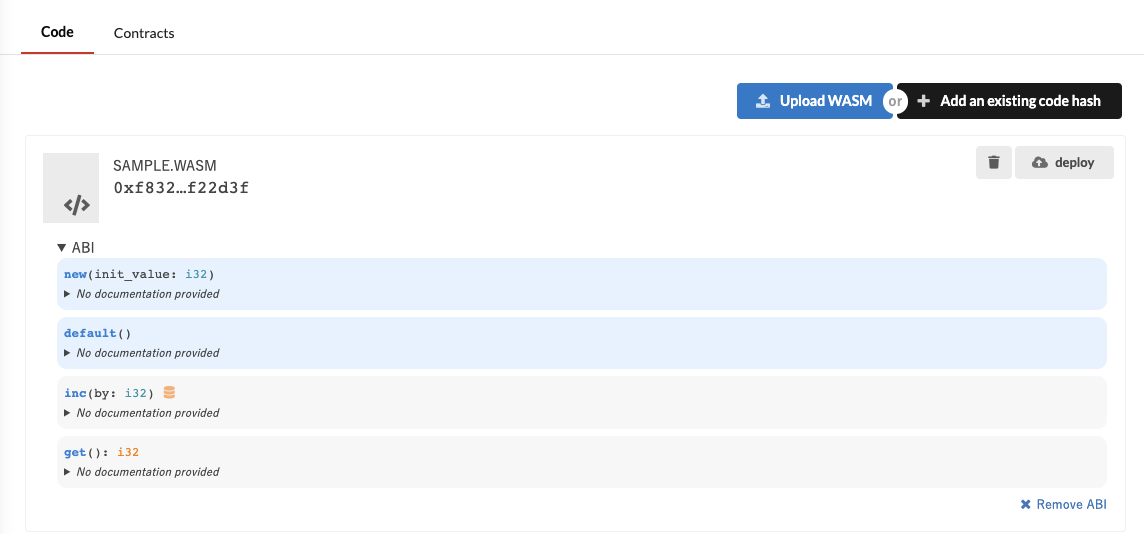 Code Contracts
Upload WASM or Add an existing code hash
SAMPLE.WASM
0xf832…f22d3f
deploy
ABI
new(init_value: i32)
No documentation provided
default()
No documentation provided
inc(by: i32)
No documentation provided
get(): i32
No documentation provided
Remove ABI